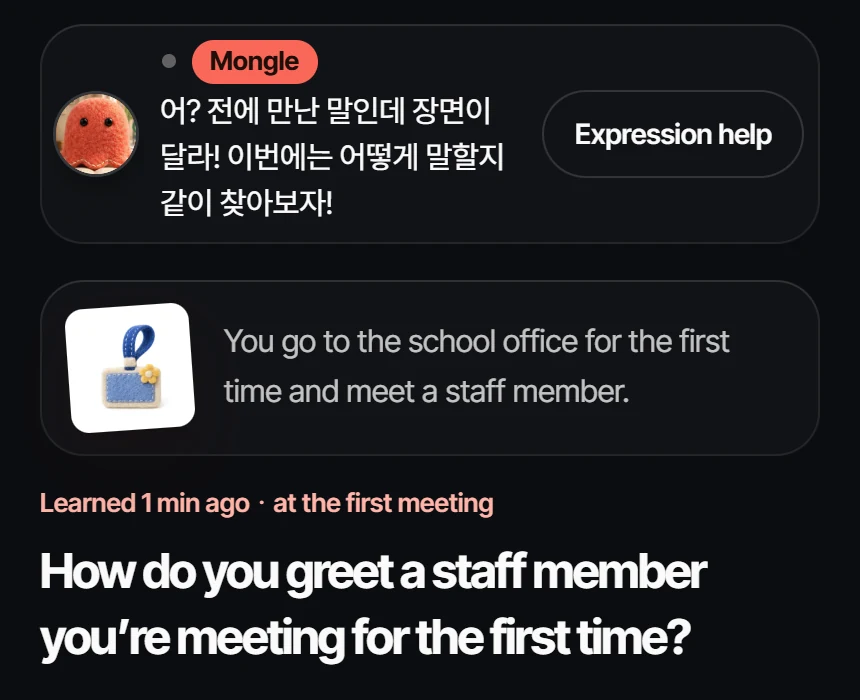 Mongle
어? 전에 만난 말인데 장면이
달라! 이번에는 어떻게 말할지
같이 찾아보자!
Expression help
You go to the school office for the first
time and meet a staff member.
Learned 1 min ago · at the first meeting
How do you greet a staff member
you’re meeting for the first time?